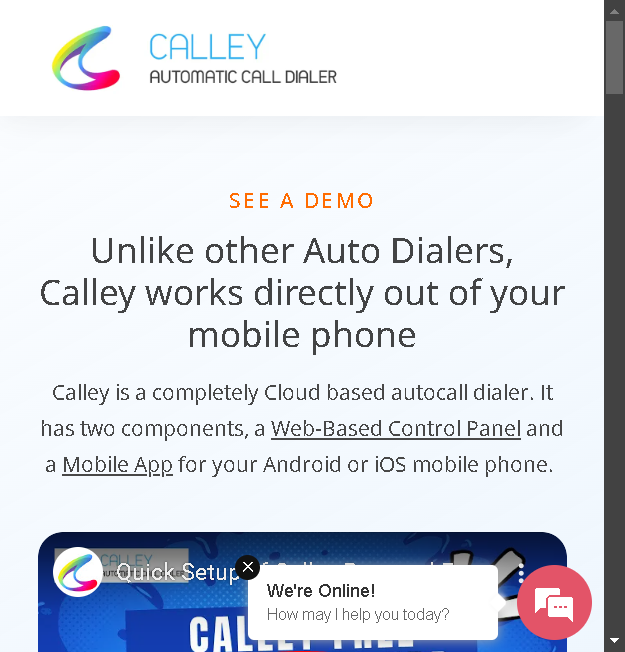 CALLEY
AUTOMATIC CALL DIALER
SEE A DEMO
Unlike other Auto Dialers,
Calley works directly out of your
mobile phone
Calley is a completely Cloud based autocall dialer. It
has two components, a Web-Based Control Panel and
a Mobile App for your Android or iOS mobile phone.
CALLEY
Quick Setup of Calley
We're Online!
How may I help you today?
CALLEY FREE